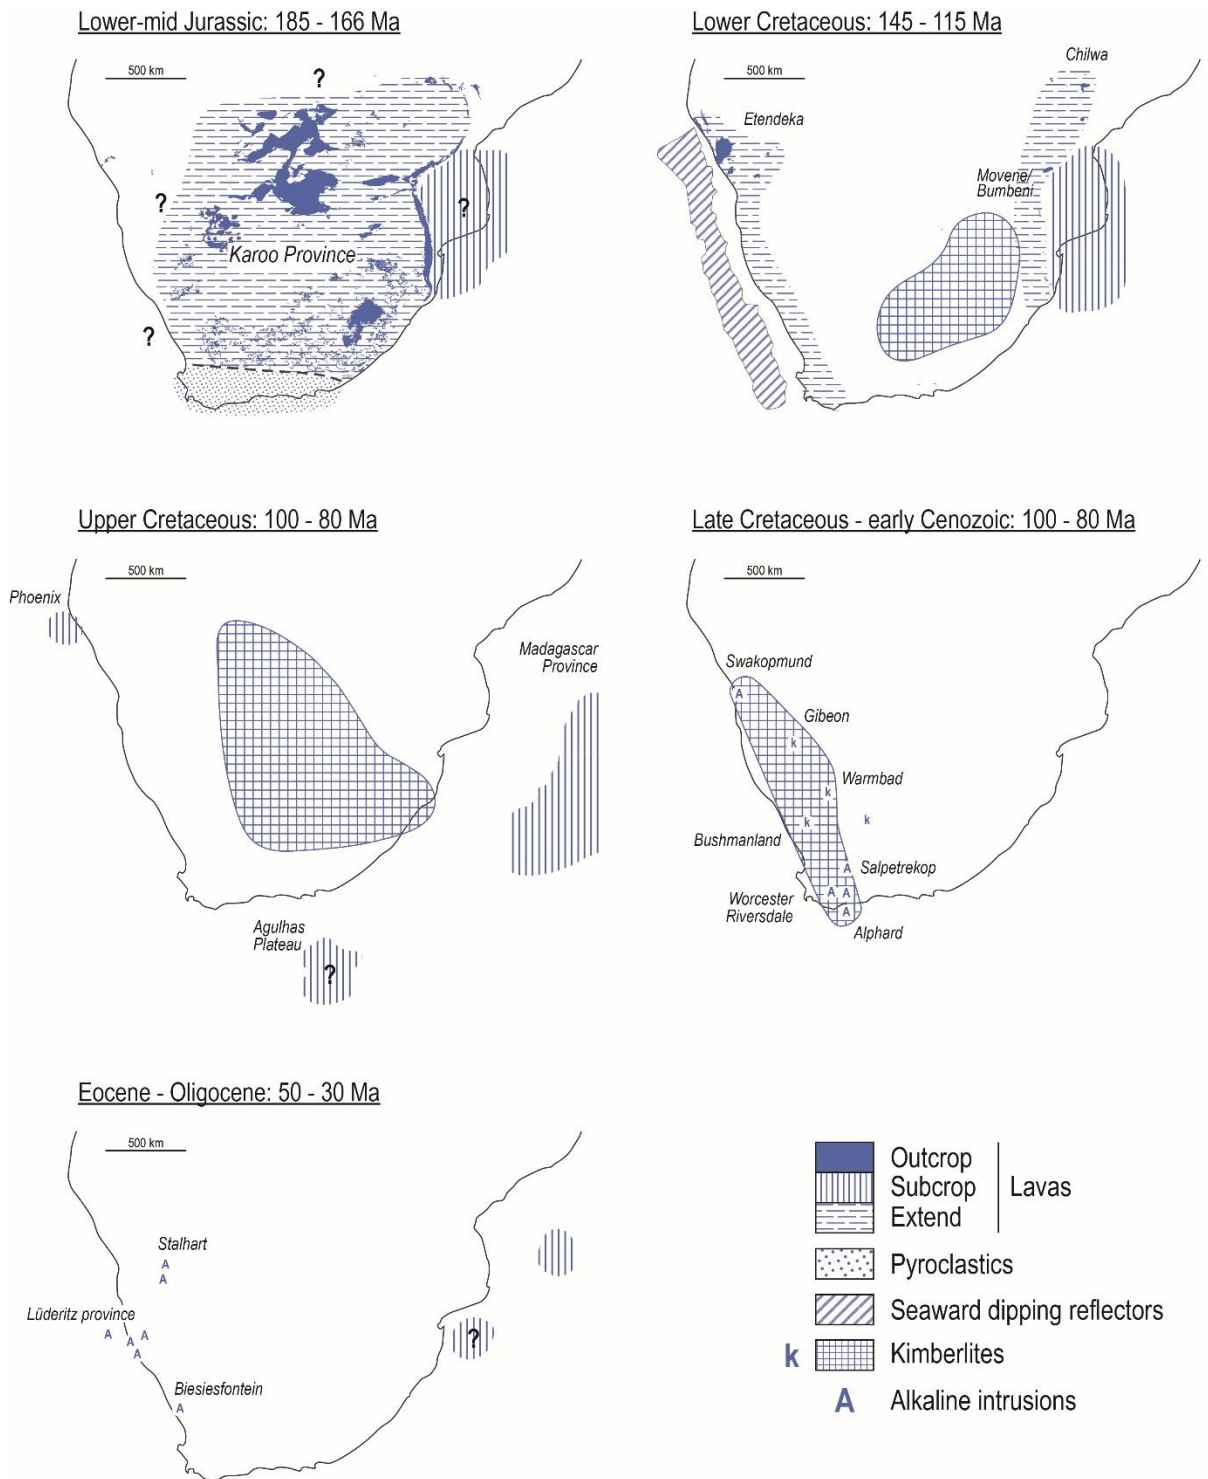 Lower-mid Jurassic: 185 - 166 Ma
500 km
?
?
?
Karoo Province
?
Lower Cretaceous: 145 - 115 Ma
500 km
Chilwa
Etendeka
Movene/
Bumbeni
Upper Cretaceous: 100 - 80 Ma
500 km
Phoenix
Madagascar
Province
Agulhas
Plateau
?
Late Cretaceous - early Cenozoic: 100 - 80 Ma
500 km
Swakopmund
A
Gibeon
k
Warmbad
k
k
k
Bushmanland
Salpetrekop
A
Worcester
Riversdale
A A
A
Alphard
Eocene - Oligocene: 50 - 30 Ma
500 km
Stalhart
A
A
Lüderitz province
A A A
A
?
Biesiesfontein
A
Outcrop
Subcrop
Extend
Lavas
Pyroclastics
Seaward dipping reflectors
k Kimberlites
A Alkaline intrusions